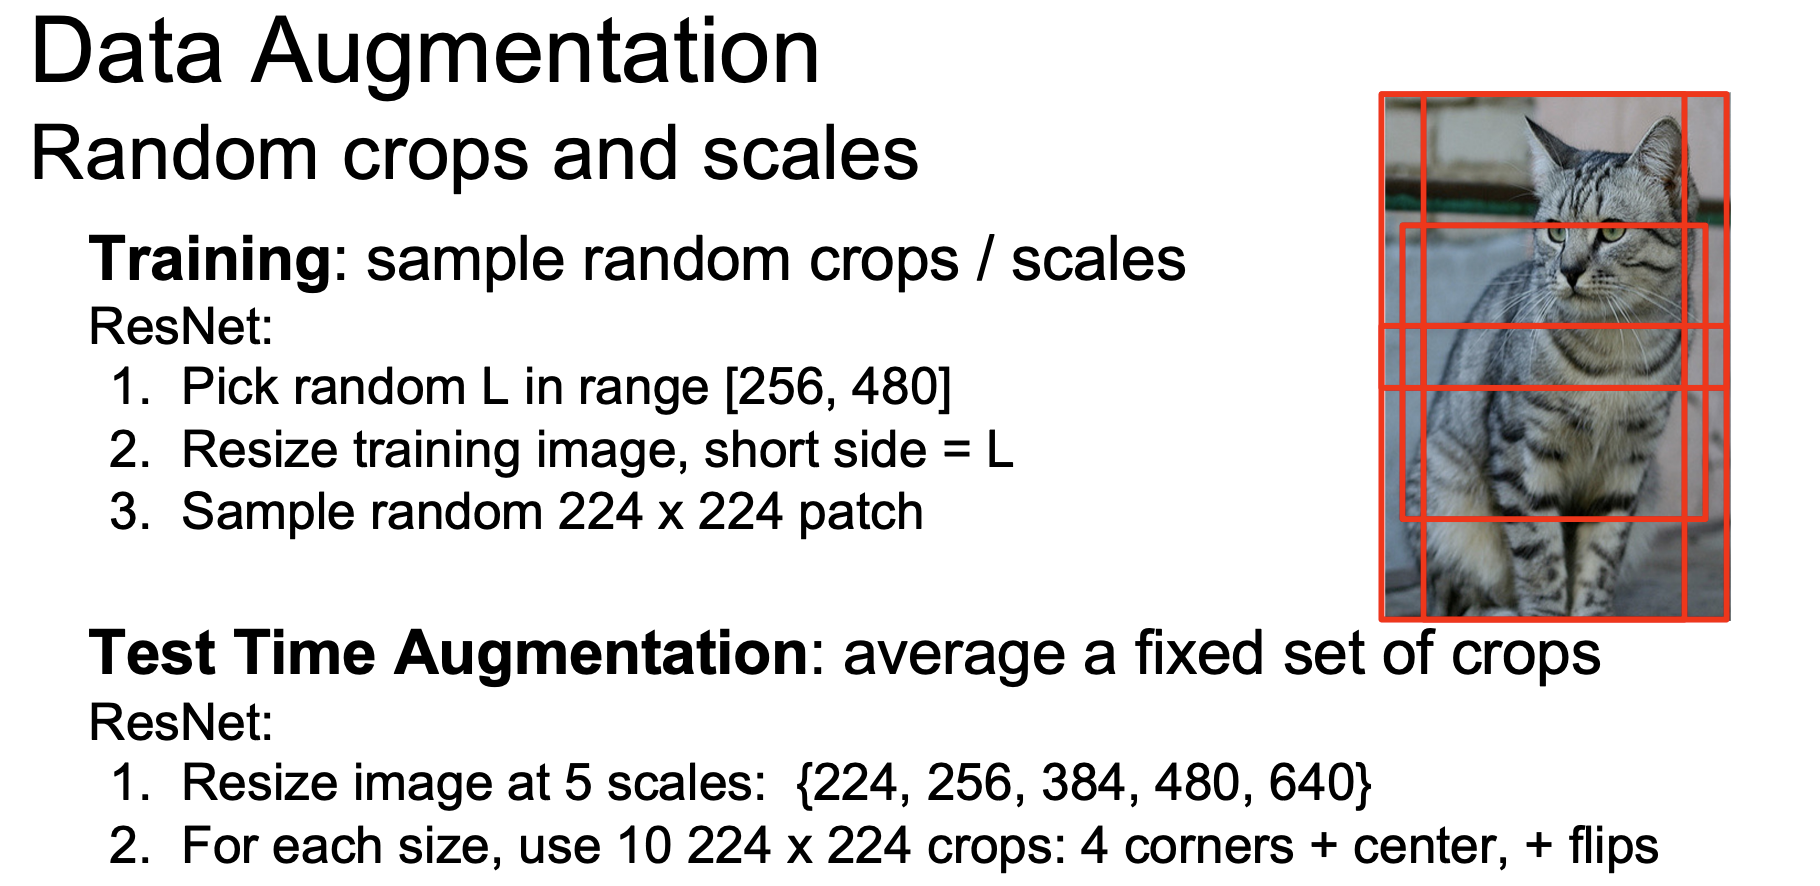 Data Augmentation
Random crops and scales
Training: sample random crops / scales
ResNet:
1. Pick random L in range [256, 480]
2. Resize training image, short side = L
3. Sample random 224 x 224 patch
Test Time Augmentation: average a fixed set of crops
ResNet:
1. Resize image at 5 scales: {224, 256, 384, 480, 640}
2. For each size, use 10 224 x 224 crops: 4 corners + center, + flips